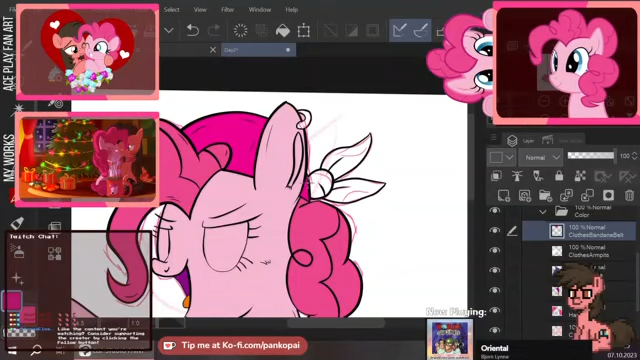 ACE PLAY FAN ART
MY WORKS
Select
View
Filter
Window
Help
Layer
Normal
100
Color
100 %Normal
ClothesBandanaBelt
100 %Normal
ClothesArmpits
%Normal
Twitch Chat:
Like the content you're
watching? Consider supporting
the creator by clicking the
Follow button!
Tip me at Ko-fi.com/pankopai
Now Playing:
Oriental
Bjorn Lynne
07.10.2023